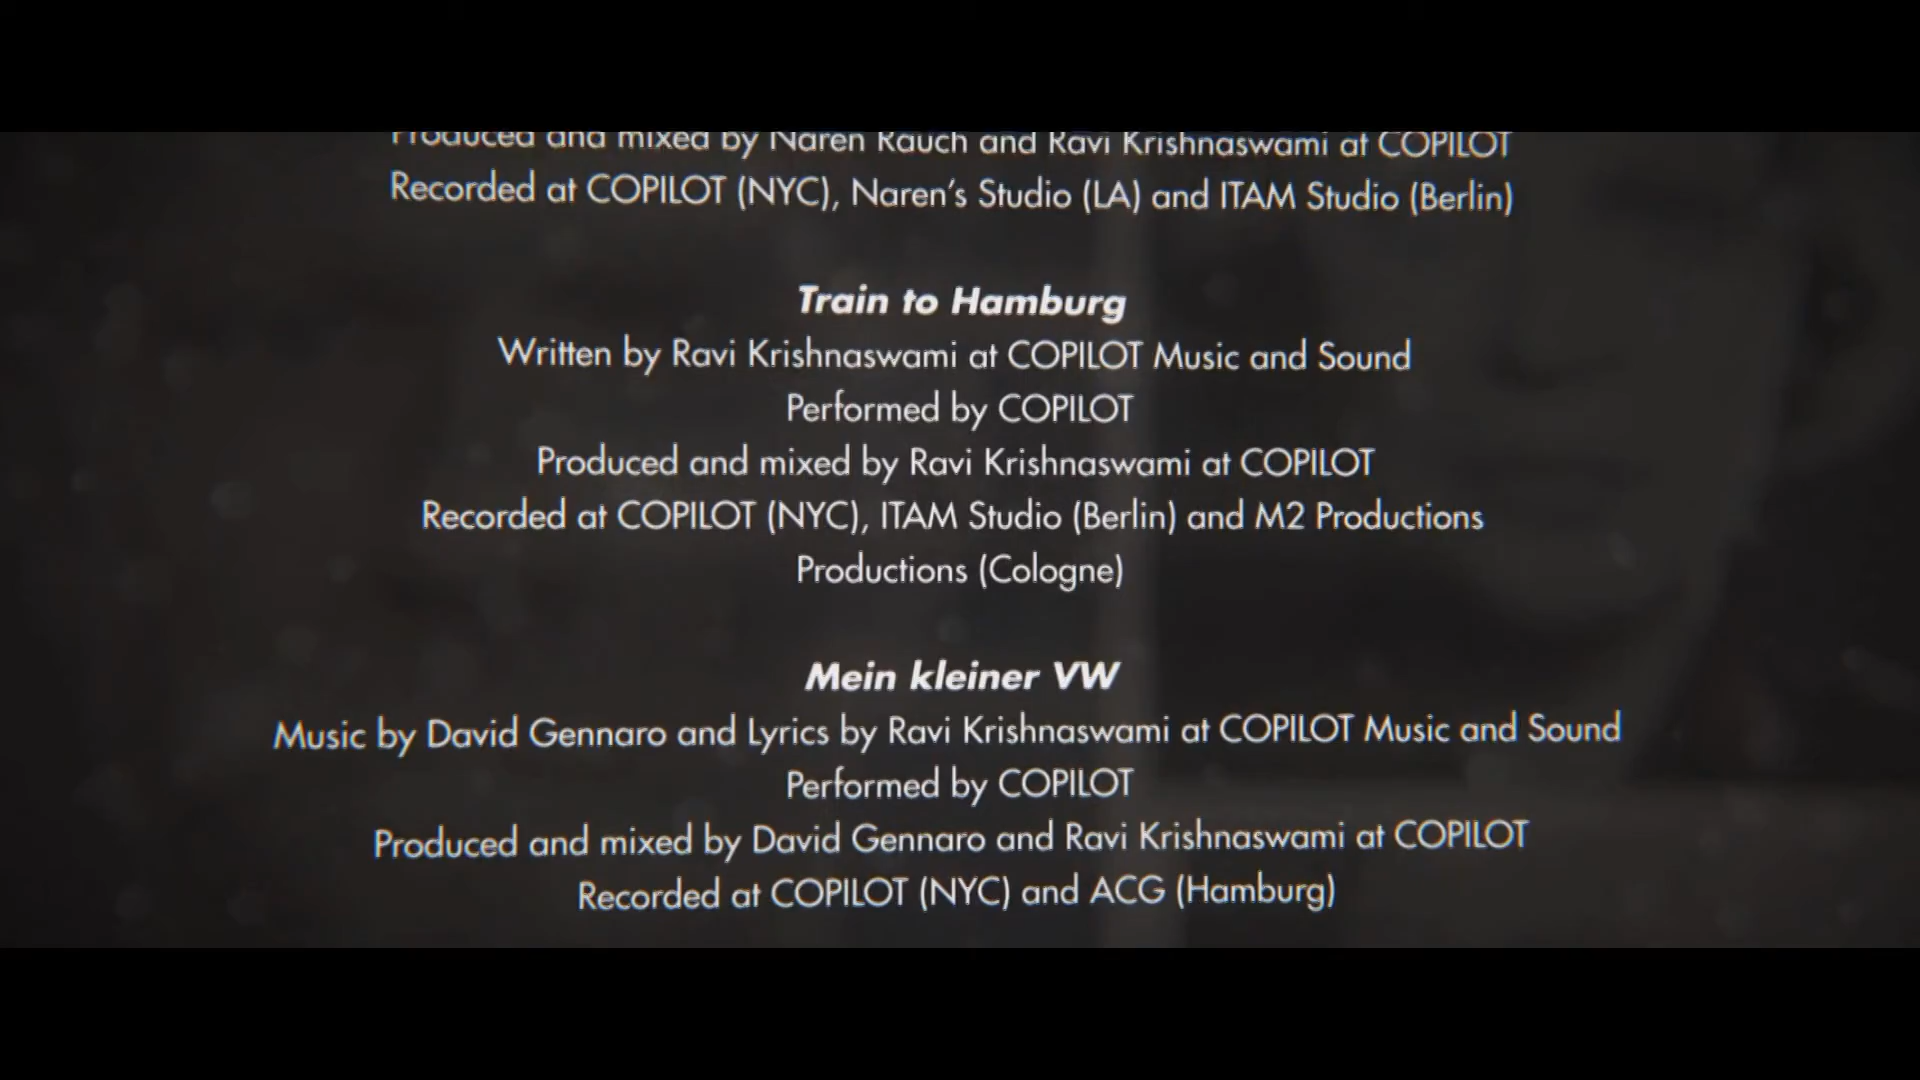 Produced and mixed by Naren Rauch and Ravi Krishnaswami at COPILOT
Recorded at COPILOT (NYC), Naren's Studio (LA) and ITAM Studio (Berlin)
Train to Hamburg
Written by Ravi Krishnaswami at COPILOT Music and Sound
Performed by COPILOT
Produced and mixed by Ravi Krishnaswami at COPILOT
Recorded at COPILOT (NYC), ITAM Studio (Berlin) and M2 Productions
Productions (Cologne)
Mein kleiner VW
Music by David Gennaro and Lyrics by Ravi Krishnaswami at COPILOT Music and Sound
Performed by COPILOT
Produced and mixed by David Gennaro and Ravi Krishnaswami at COPILOT
Recorded at COPILOT (NYC) and ACG (Hamburg)